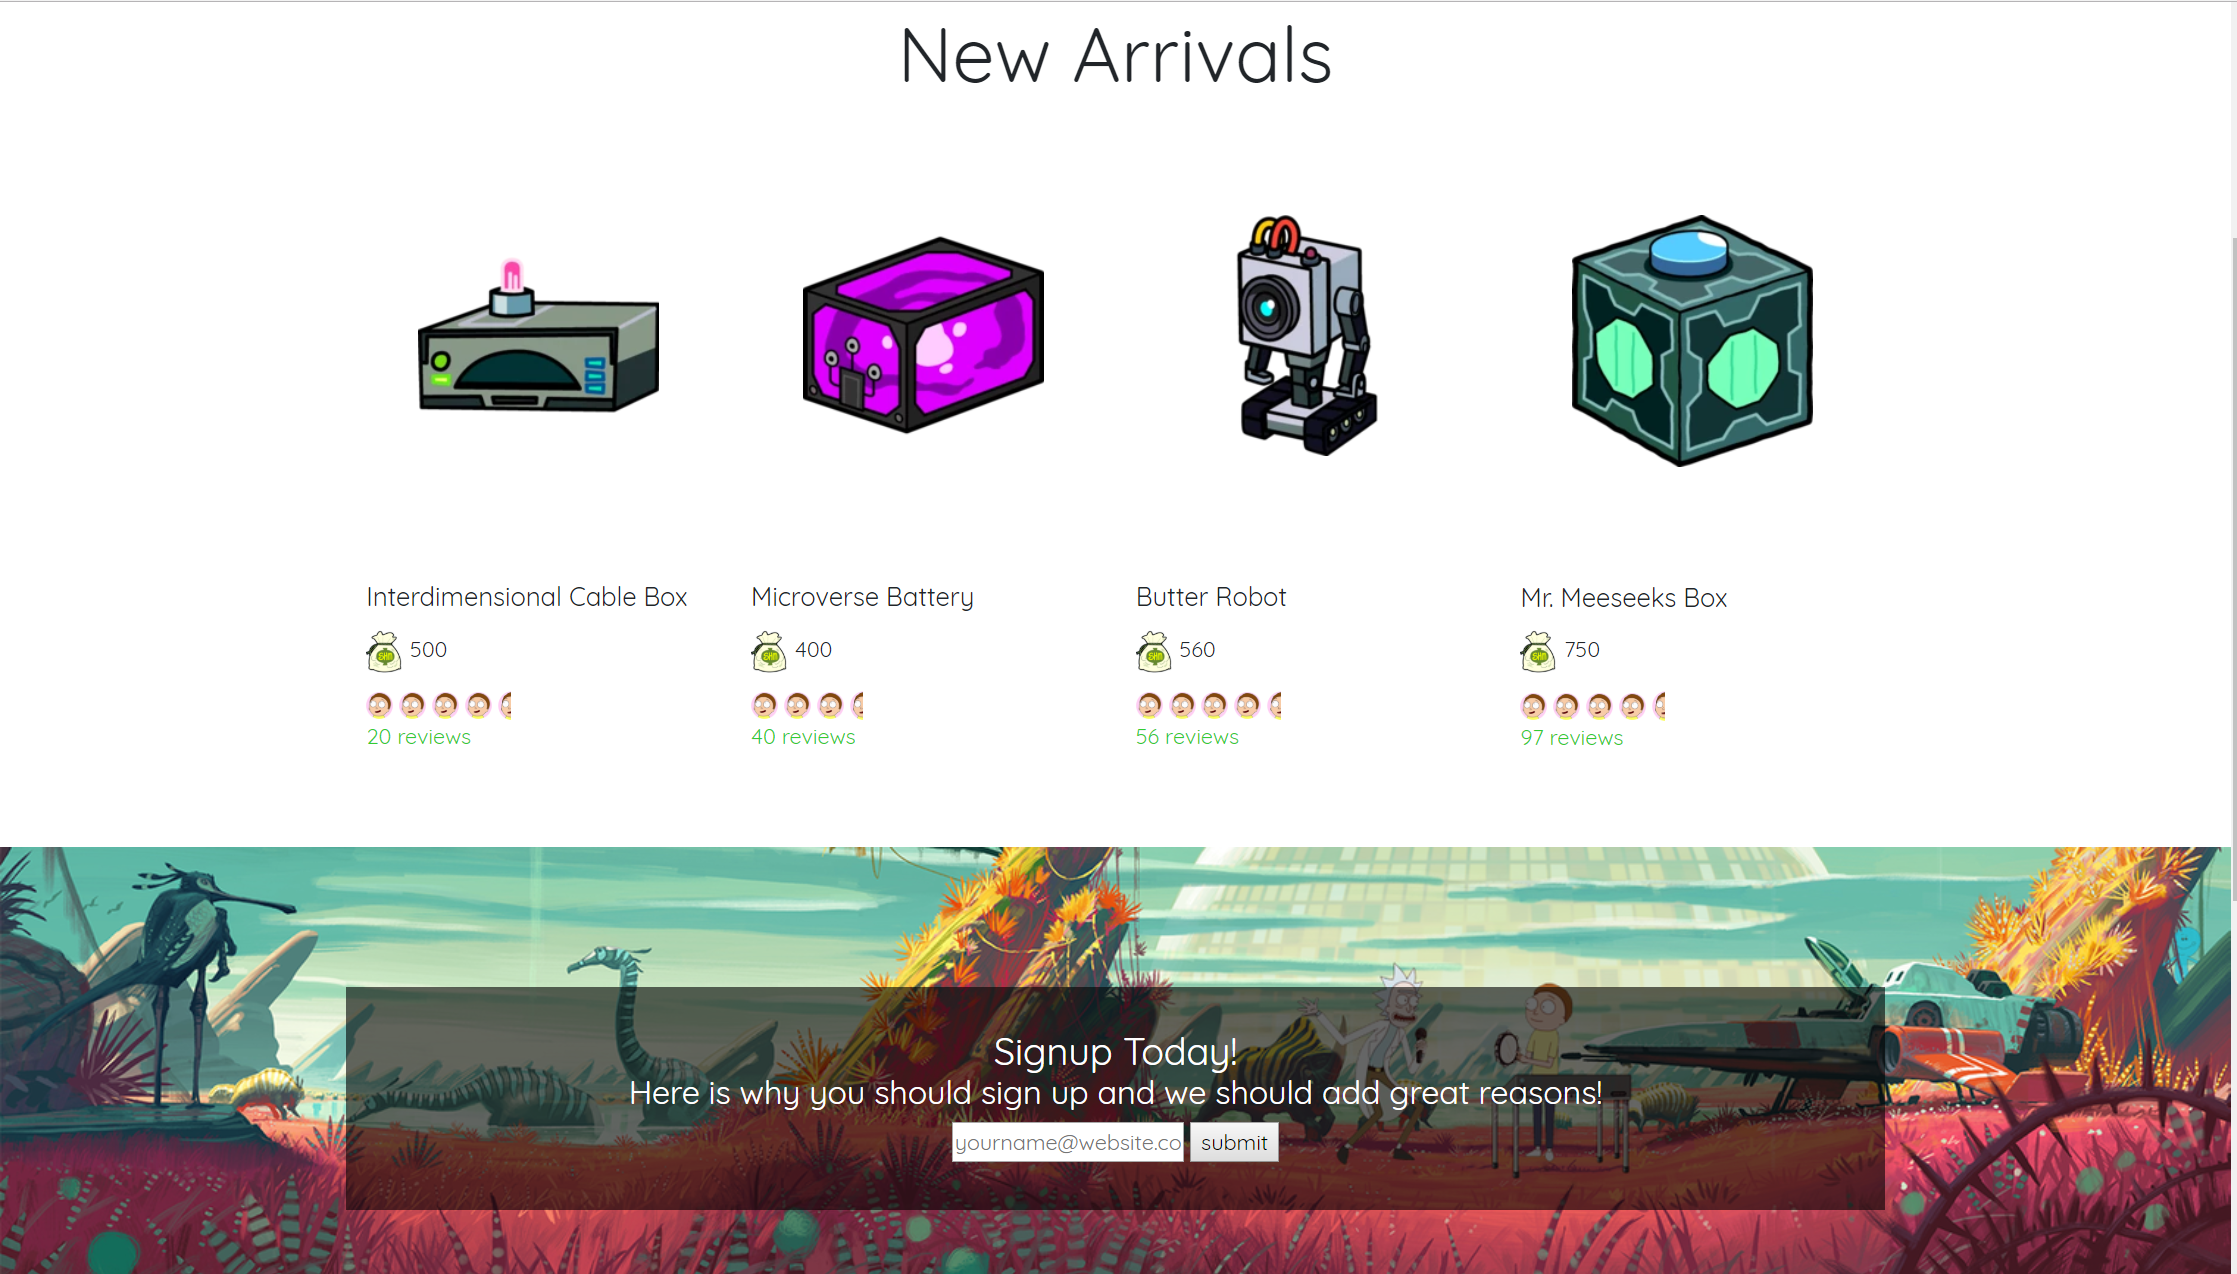 New Arrivals
Interdimensional Cable Box
500
20 reviews
Microverse Battery
400
40 reviews
Butter Robot
560
56 reviews
Mr. Meeseeks Box
750
97 reviews
Signup Today!
Here is why you should sign up and we should add great reasons!
yourname@website.co
submit